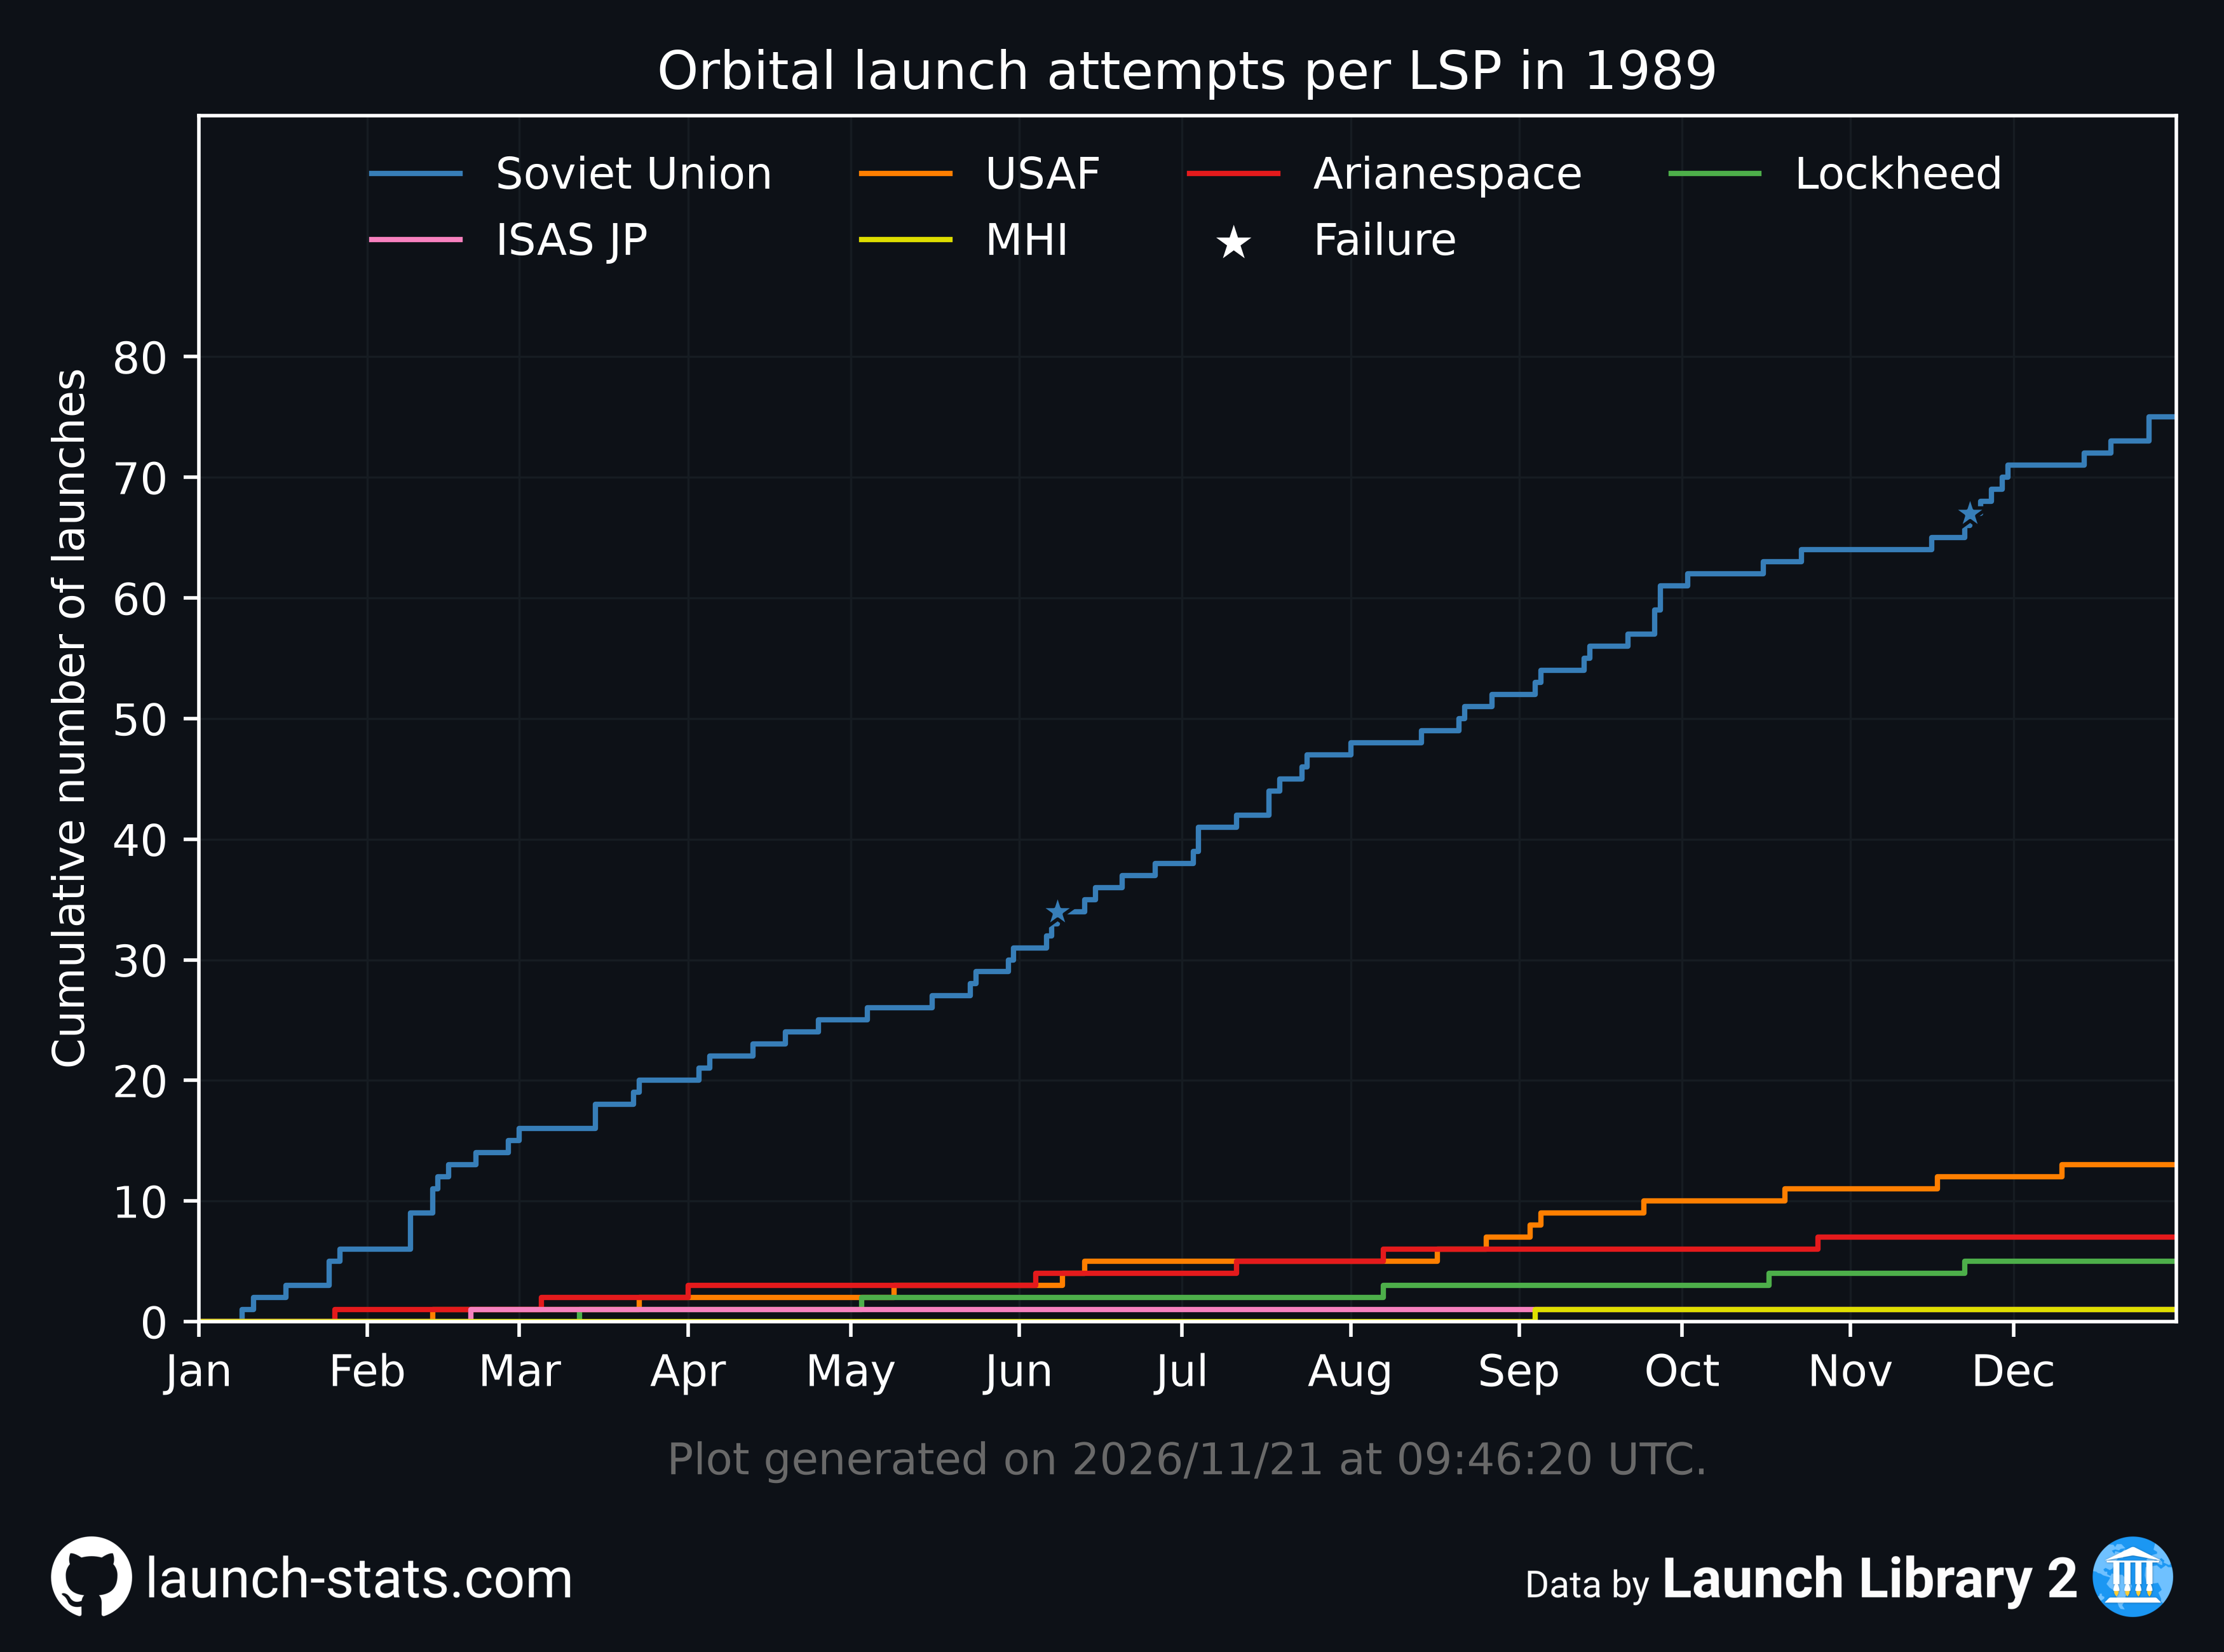 Orbital launch attempts per LSP in 1989
Soviet Union USAF Arianespace Lockheed
ISAS JP MHI Failure
Cumulative number of launches
80
70
60
50
40
30
20
10
0
Jan Feb Mar Apr May Jun Jul Aug Sep Oct Nov Dec
Plot generated on 2026/11/21 at 09:46:20 UTC.
launch-stats.com
Data by Launch Library 2